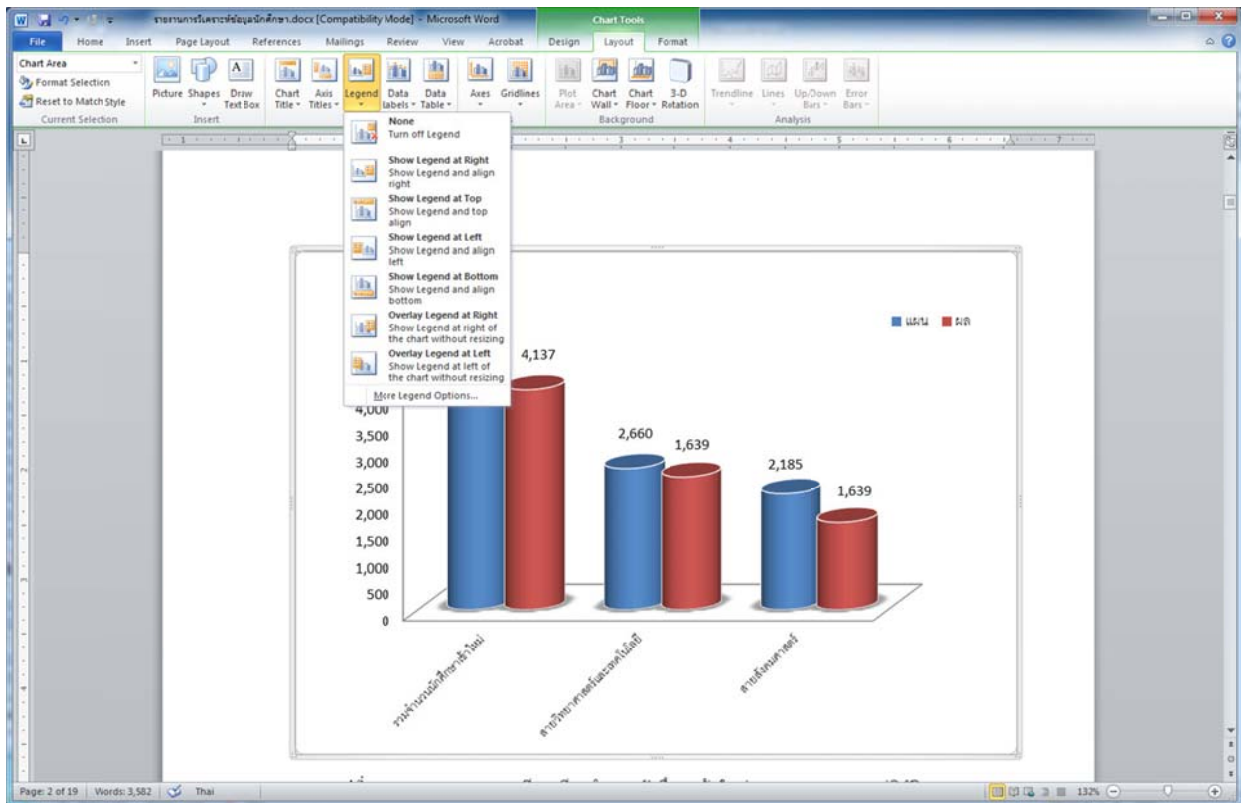 รายงานการวิเคราะห์ข้อมูลนักศึกษา.docx [Compatibility Mode] - Microsoft Word
Chart Tools
File Home Insert Page Layout References Mailings Review View Acrobat Design Layout Format
Chart Area
Format Selection
Reset to Match Style
Current Selection
Picture Shapes Draw Text Box
Insert
Chart Title Axis Titles Legend Data Labels Data Table
Axes Gridlines
Plot Area Chart Wall Chart Floor 3-D Rotation
Background
Trendline Lines Up/Down Bars Error Bars
Analysis
None
Turn off Legend
Show Legend at Right
Show Legend and align
right
Show Legend at Top
Show Legend and top
align
Show Legend at Left
Show Legend and align
left
Show Legend at Bottom
Show Legend and align
bottom
Overlay Legend at Right
Show Legend at right of
the chart without resizing
Overlay Legend at Left
Show Legend at left of
the chart without resizing
More Legend Options...
แผน ผล
4,137
2,660
1,639
2,185
1,639
4,000
3,500
3,000
2,500
2,000
1,500
1,000
500
0
รวมจำนวนนักศึกษาเข้าใหม่
สายวิทยาศาสตร์และเทคโนโลยี
สายสังคมศาสตร์
Page: 2 of 19 Words: 3,582 Thai 132%